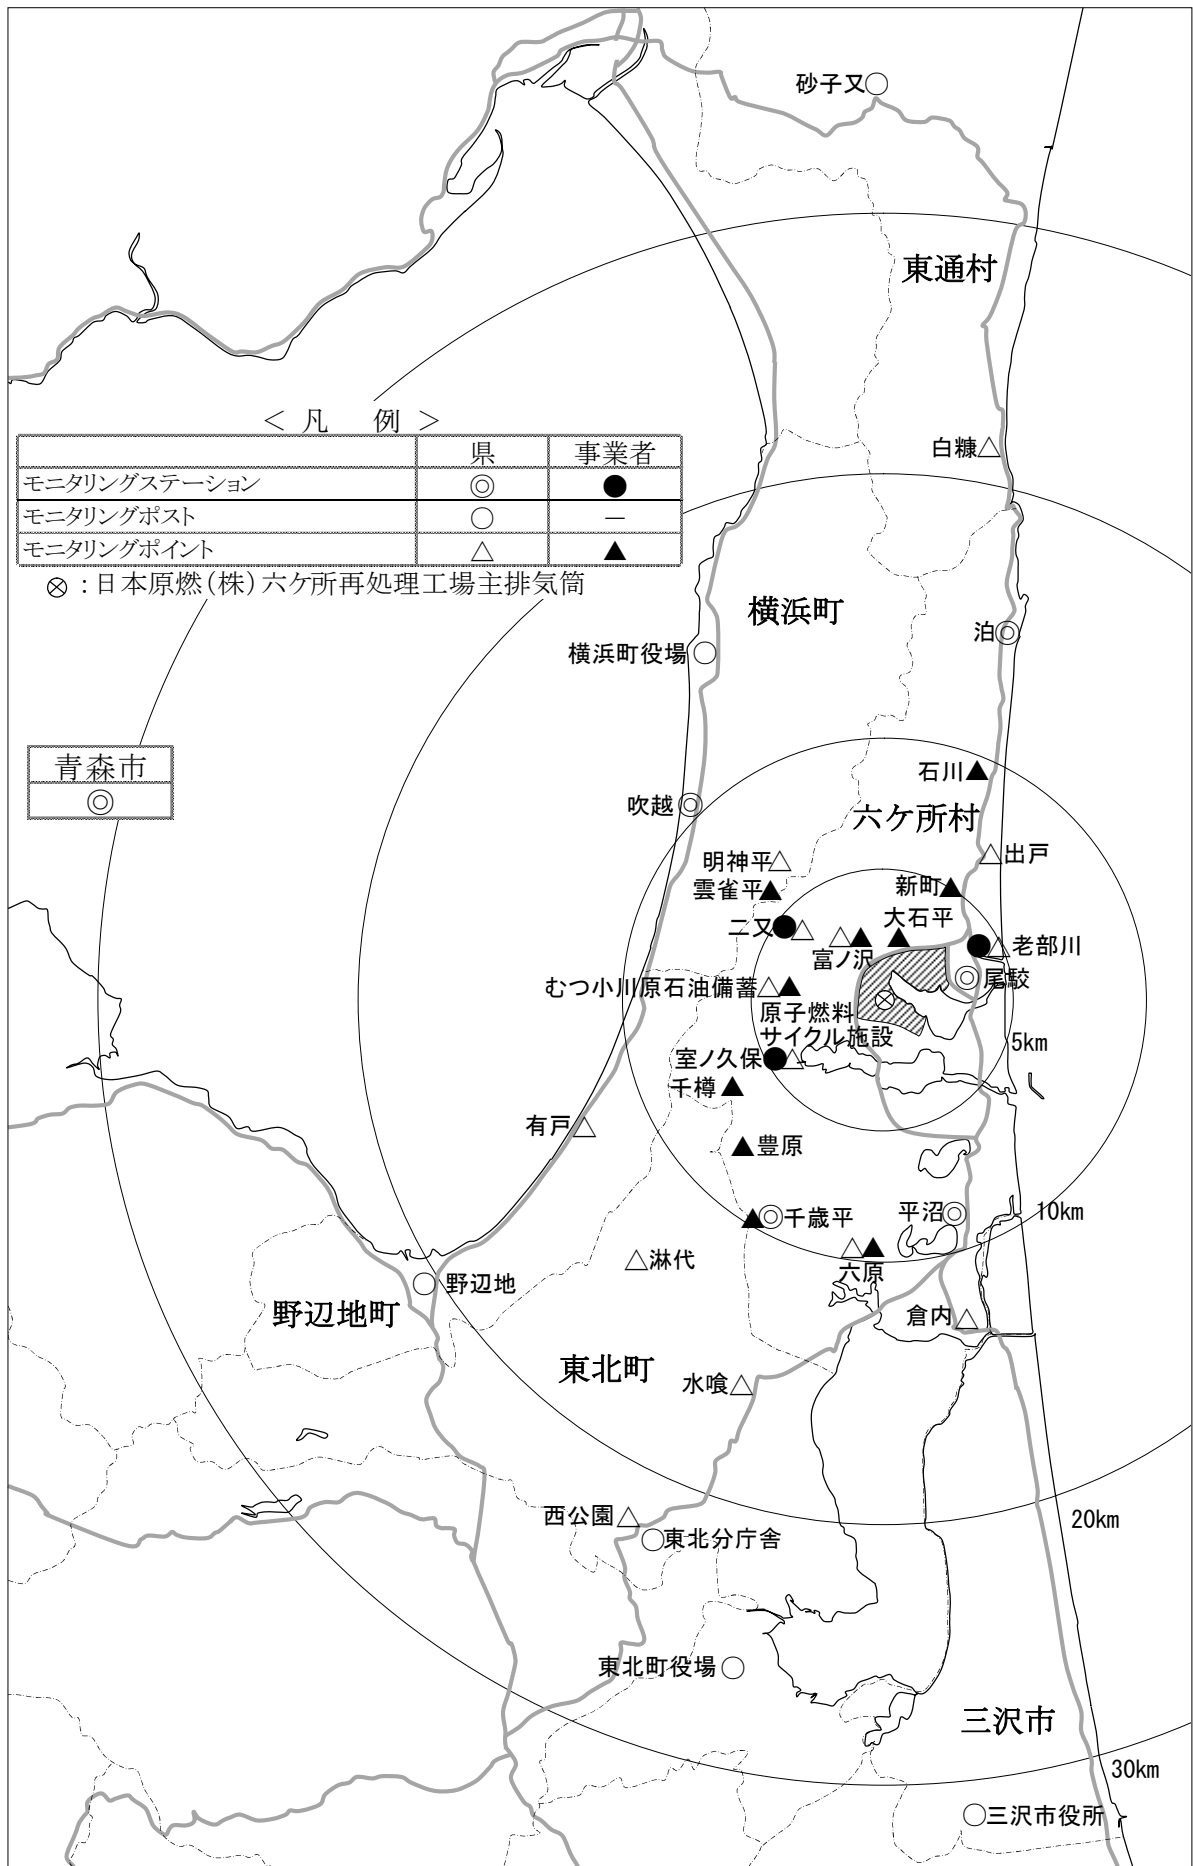 砂子又
東通村
＜ 凡 例 ＞
県 事業者
白糠
モニタリングステーション ◎ ●
モニタリングポスト ○ －
モニタリングポイント △ ▲
⊗：日本原燃(株)六ケ所再処理工場主排気筒
横浜町
泊
横浜町役場
青森市
◎
石川
吹越
六ケ所村
明神平
出戸
雲雀平
新町
大石平
二又
老部川
富ノ沢
尾駮
むつ小川原石油備蓄
原子燃料
サイクル施設
5km
室ノ久保
千樽
有戸
豊原
千歳平
平沼
10km
淋代
六原
野辺地
野辺地町
倉内
東北町
水喰
西公園
20km
東北分庁舎
東北町役場
三沢市
30km
三沢市役所